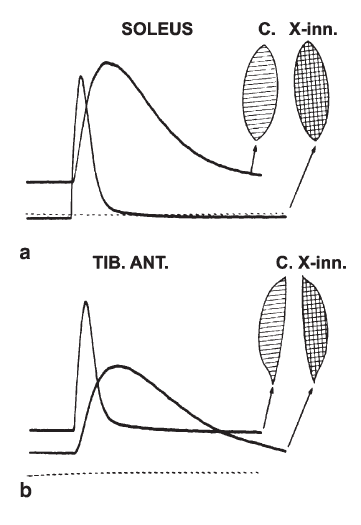 SOLEUS C. X-inn.
a
TIB. ANT. C. X-inn.
b